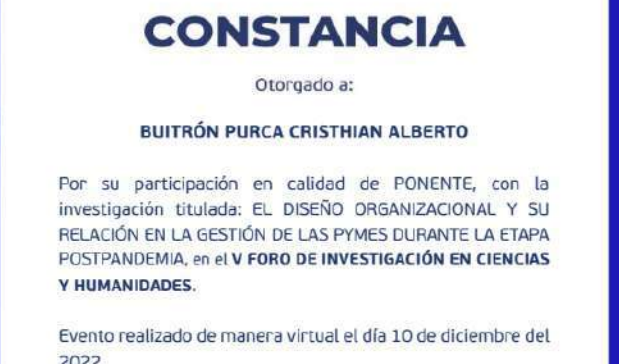 CONSTANCIA
Otorgado a:
BUITRÓN PURCA CRISTHIAN ALBERTO
Por su participación en calidad de PONENTE, con la
investigación titulada: EL DISEÑO ORGANIZACIONAL Y SU
RELACIÓN EN LA GESTIÓN DE LAS PYMES DURANTE LA ETAPA
POSTPANDEMIA, en el V FORO DE INVESTIGACIÓN EN CIENCIAS
Y HUMANIDADES.
Evento realizado de manera virtual el día 10 de diciembre del
2022